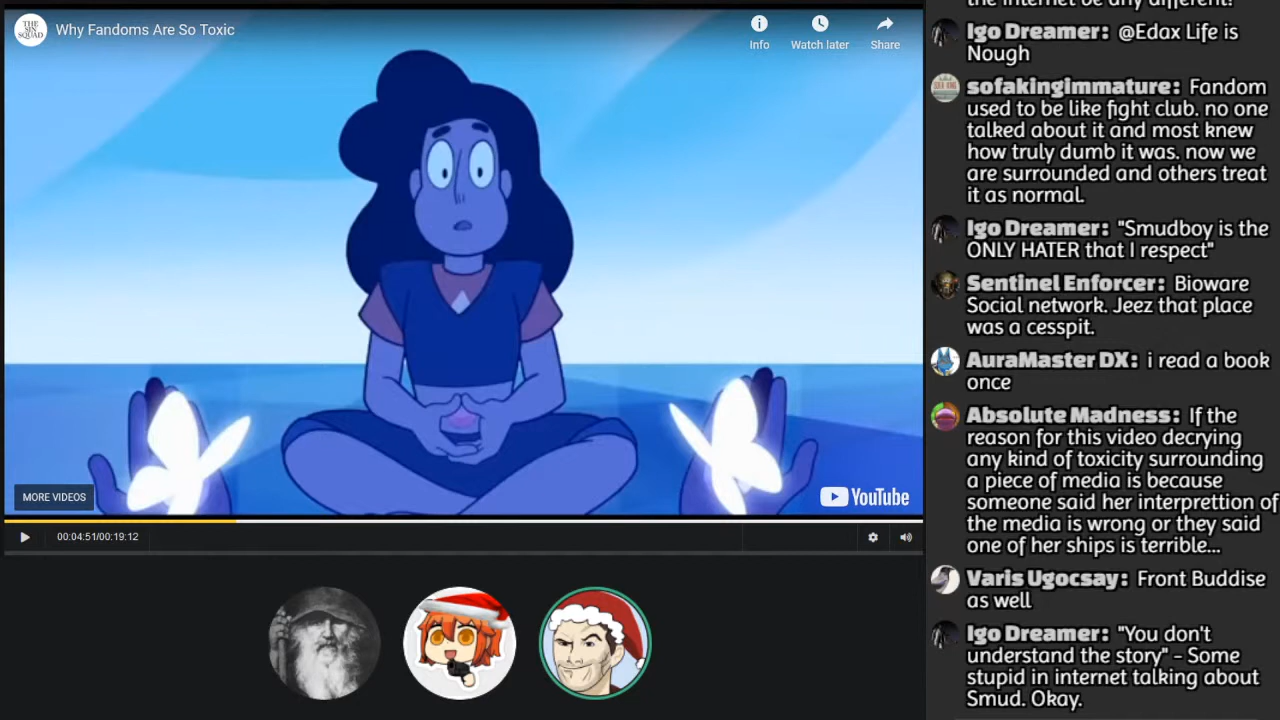 THE
SIN
SQUAD
Why Fandoms Are So Toxic
Info
Watch later
Share
MORE VIDEOS
YouTube
00:04:51/00:19:12
the internet be any different?
Igo Dreamer: @Edax Life is
Nough
sofakingimmature: Fandom
used to be like fight club. no one
talked about it and most knew
how truly dumb it was. now we
are surrounded and others treat
it as normal.
Igo Dreamer: "Smudboy is the
ONLY HATER that I respect"
Sentinel Enforcer: Bioware
Social network. Jeez that place
was a cesspit.
AuraMaster DX: i read a book
once
Absolute Madness: If the
reason for this video decrying
any kind of toxicity surrounding
a piece of media is because
someone said her interprettion of
the media is wrong or they said
one of her ships is terrible...
Varis Ugocsay: Front Buddise
as well
Igo Dreamer: "You don't
understand the story" - Some
stupid in internet talking about
Smud. Okay.